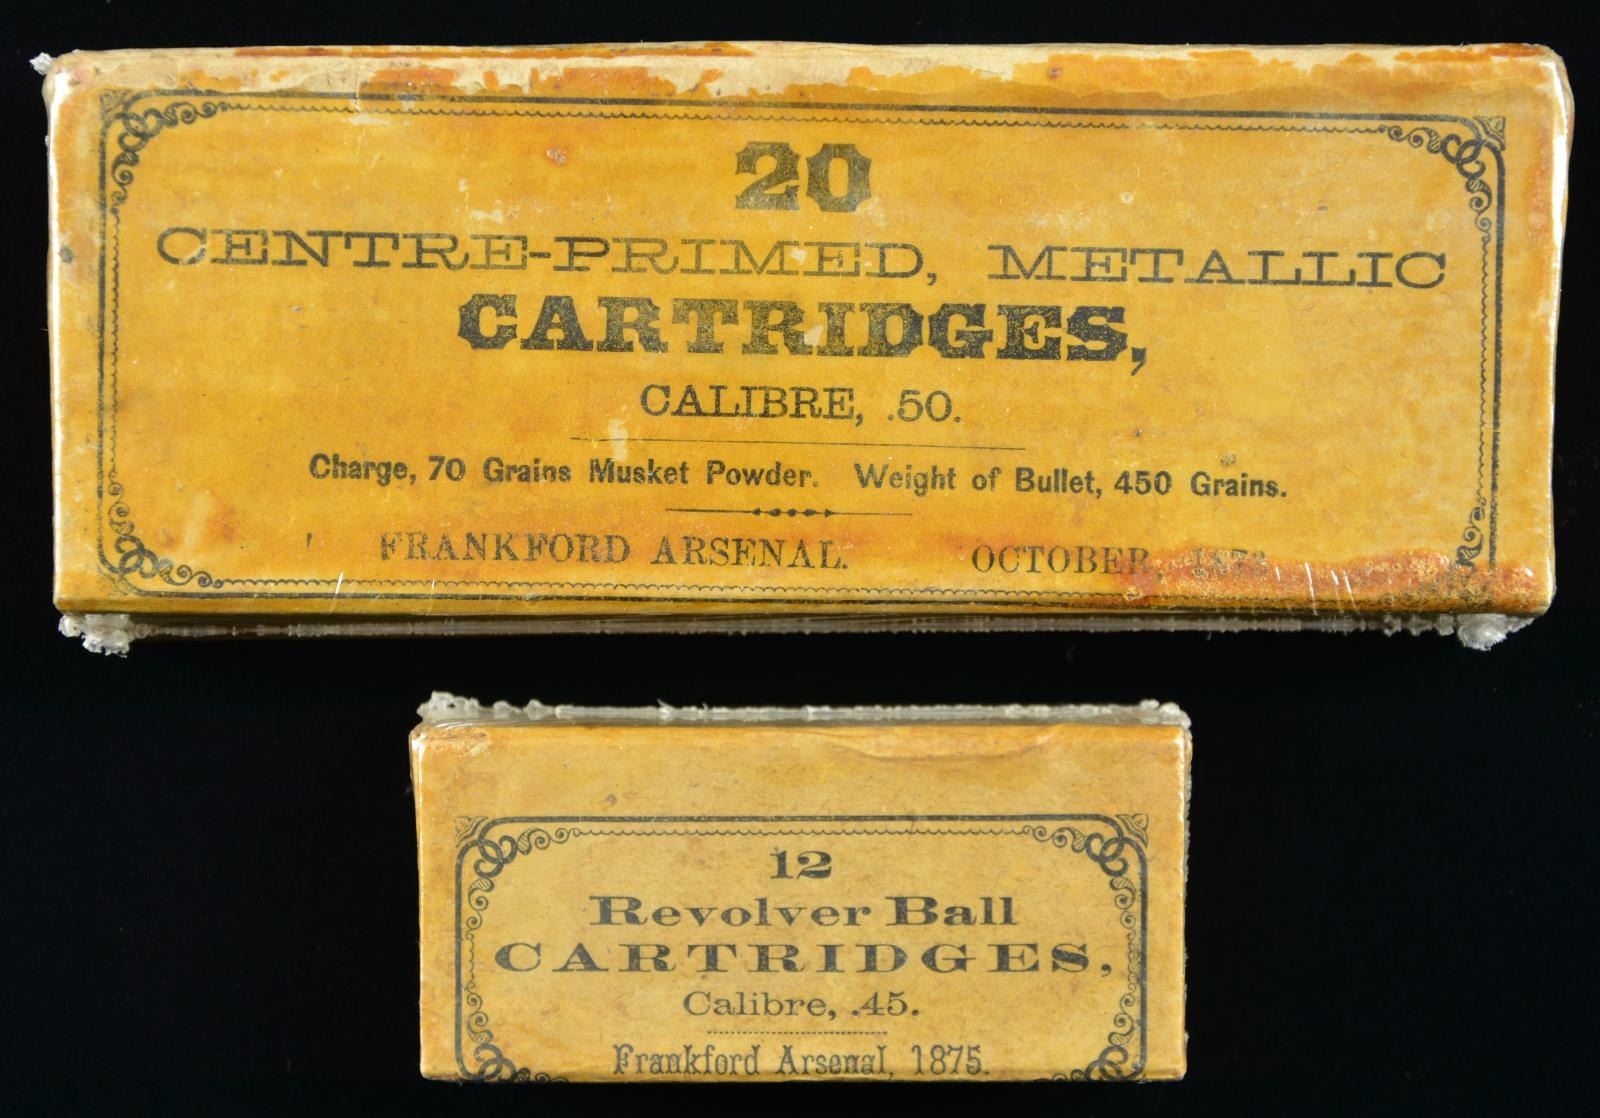 20
CENTRE-PRIMED, METALLIC
CARTRIDGES,
CALIBRE, .50.
Charge, 70 Grains Musket Powder. Weight of Bullet, 450 Grains.
FRANKFORD ARSENAL. OCTOBER,
12
Revolver Ball
CARTRIDGES,
Calibre, .45.
Frankford Arsenal, 1875.